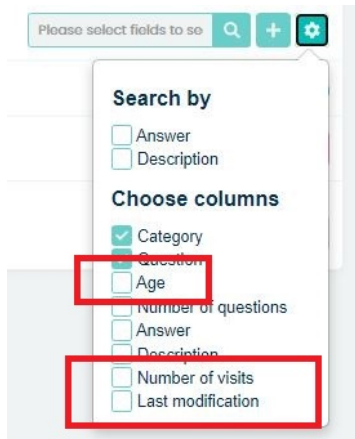 Please select fields to se
Search by
Answer
Description
Choose columns
Category
Question
Age
Number of questions
Answer
Description
Number of visits
Last modification